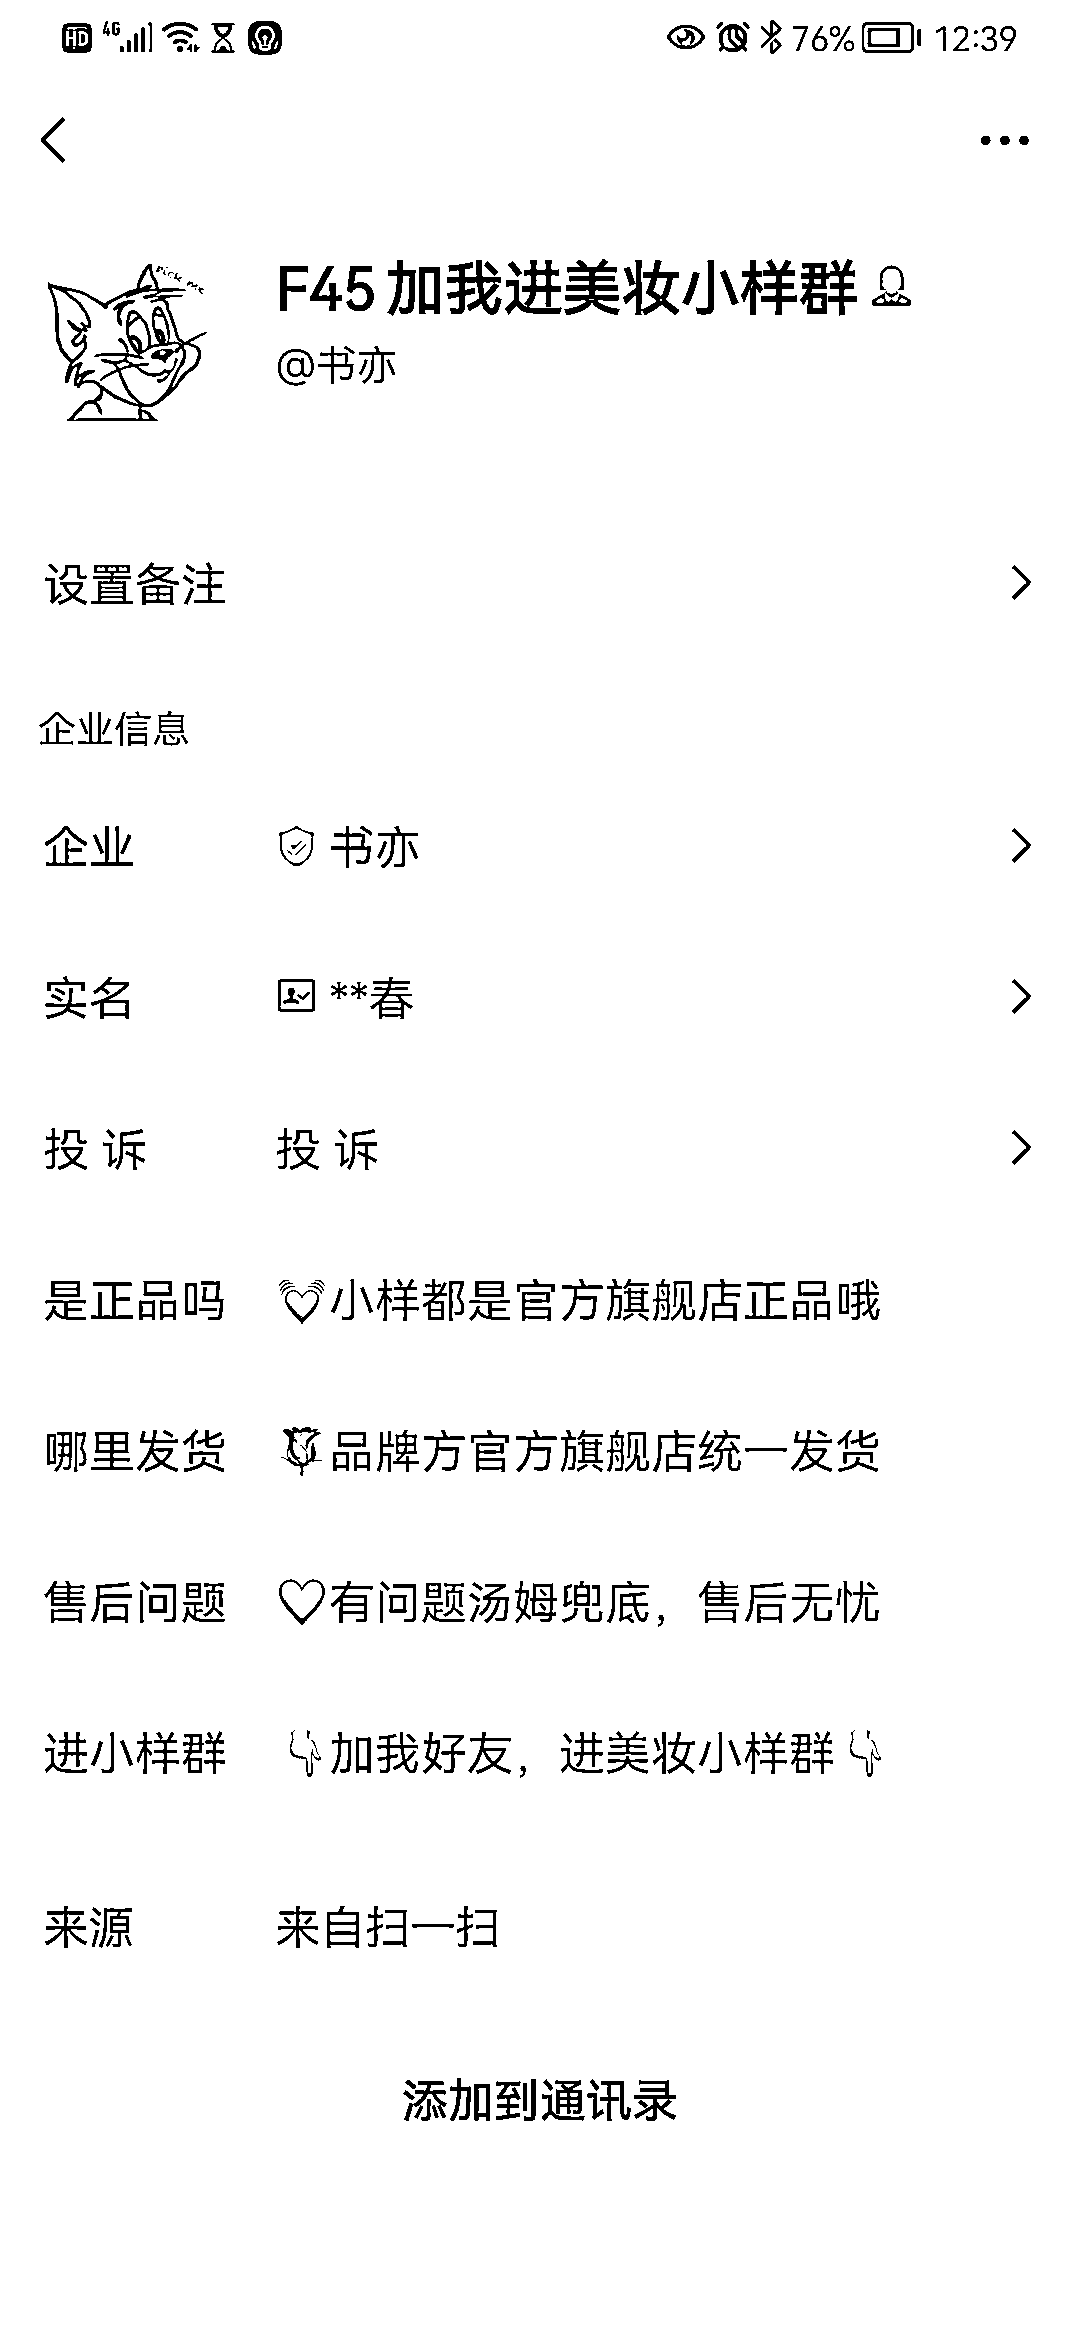 HD 4G 76% 12:39
Pick me
F45 加我进美妆小样群
@书亦
设置备注
企业信息
企业 书亦
实名 **春
投 诉 投 诉
是正品吗 小样都是官方旗舰店正品哦
哪里发货 品牌方官方旗舰店统一发货
售后问题 有问题汤姆兜底，售后无忧
进小样群 加我好友，进美妆小样群
来源 来自扫一扫
添加到通讯录